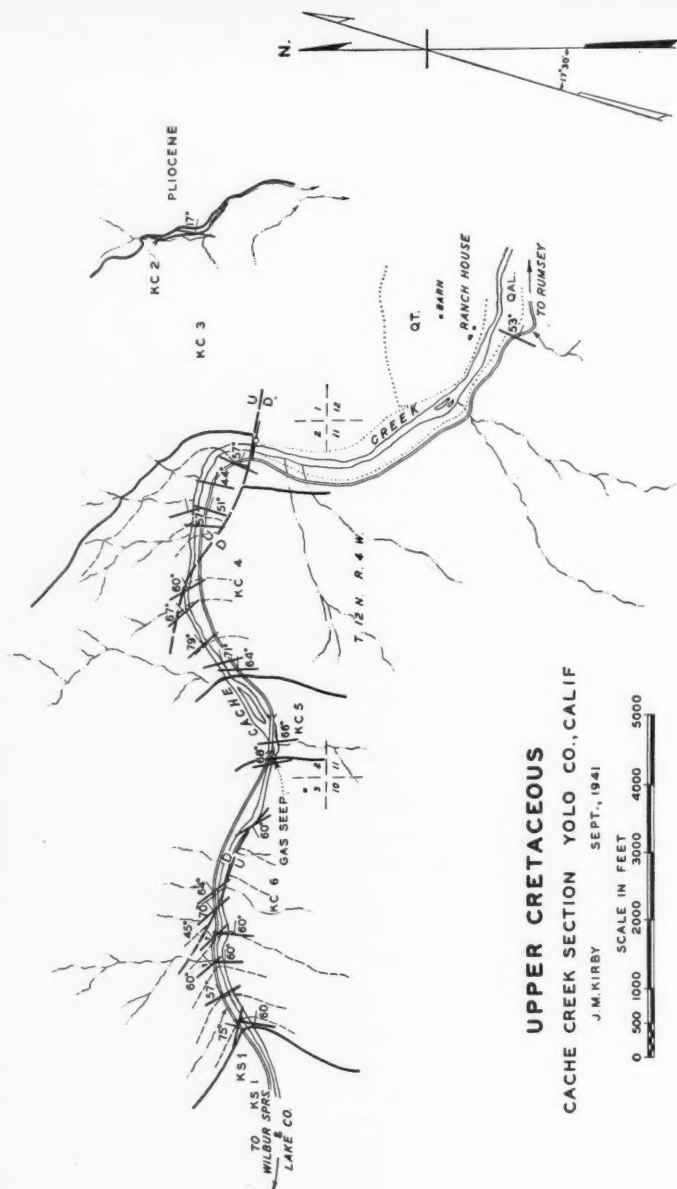 N.
17°30'
PLIOCENE
KC 2
17°
KC 3
QT.
BARN
RANCH HOUSE
QAL.
53°
TO RUMSEY
CREEK
U
D.
2 1
11 12
57°
44°
51°
57°
U
D
KC 4
60°
67°
79°
71°
64°
T. 12 N. R. 4 W.
CACHE
KC 5
66°
68°
3 2
10 11
GAS SEEP
60°
D
U
KC 6
64°
70°
45°
60°
60°
60°
57°
75°
60
KS 1
TO
KS 1
WILBUR SPRS.
&
LAKE CO.
UPPER CRETACEOUS
CACHE CREEK SECTION YOLO CO., CALIF
J. M. KIRBY SEPT., 1941
SCALE IN FEET
0 500 1000 2000 3000 4000 5000